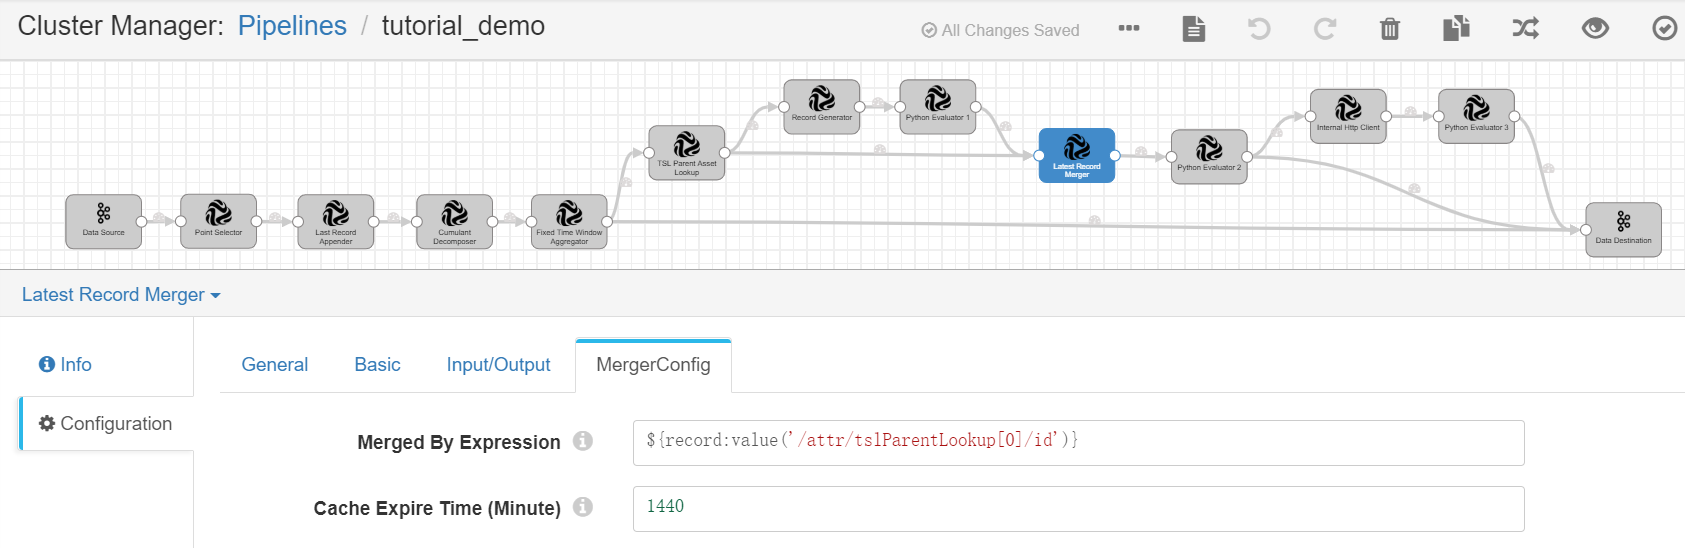 Cluster Manager: Pipelines / tutorial_demo
All Changes Saved
Record Generator
Python Evaluator 1
Internal Http Client
Python Evaluator 3
TSL Parent Asset
Lookup
Latest Record
Merger
Python Evaluator 2
Data Source
Point Selector
Last Record
Appender
Cumulant
Decomposer
Fixed Time Window
Aggregator
Data Destination
Latest Record Merger
Info
Configuration
General
Basic
Input/Output
MergerConfig
Merged By Expression
${record:value('/attr/tslParentLookup[0]/id')}
Cache Expire Time (Minute)
1440